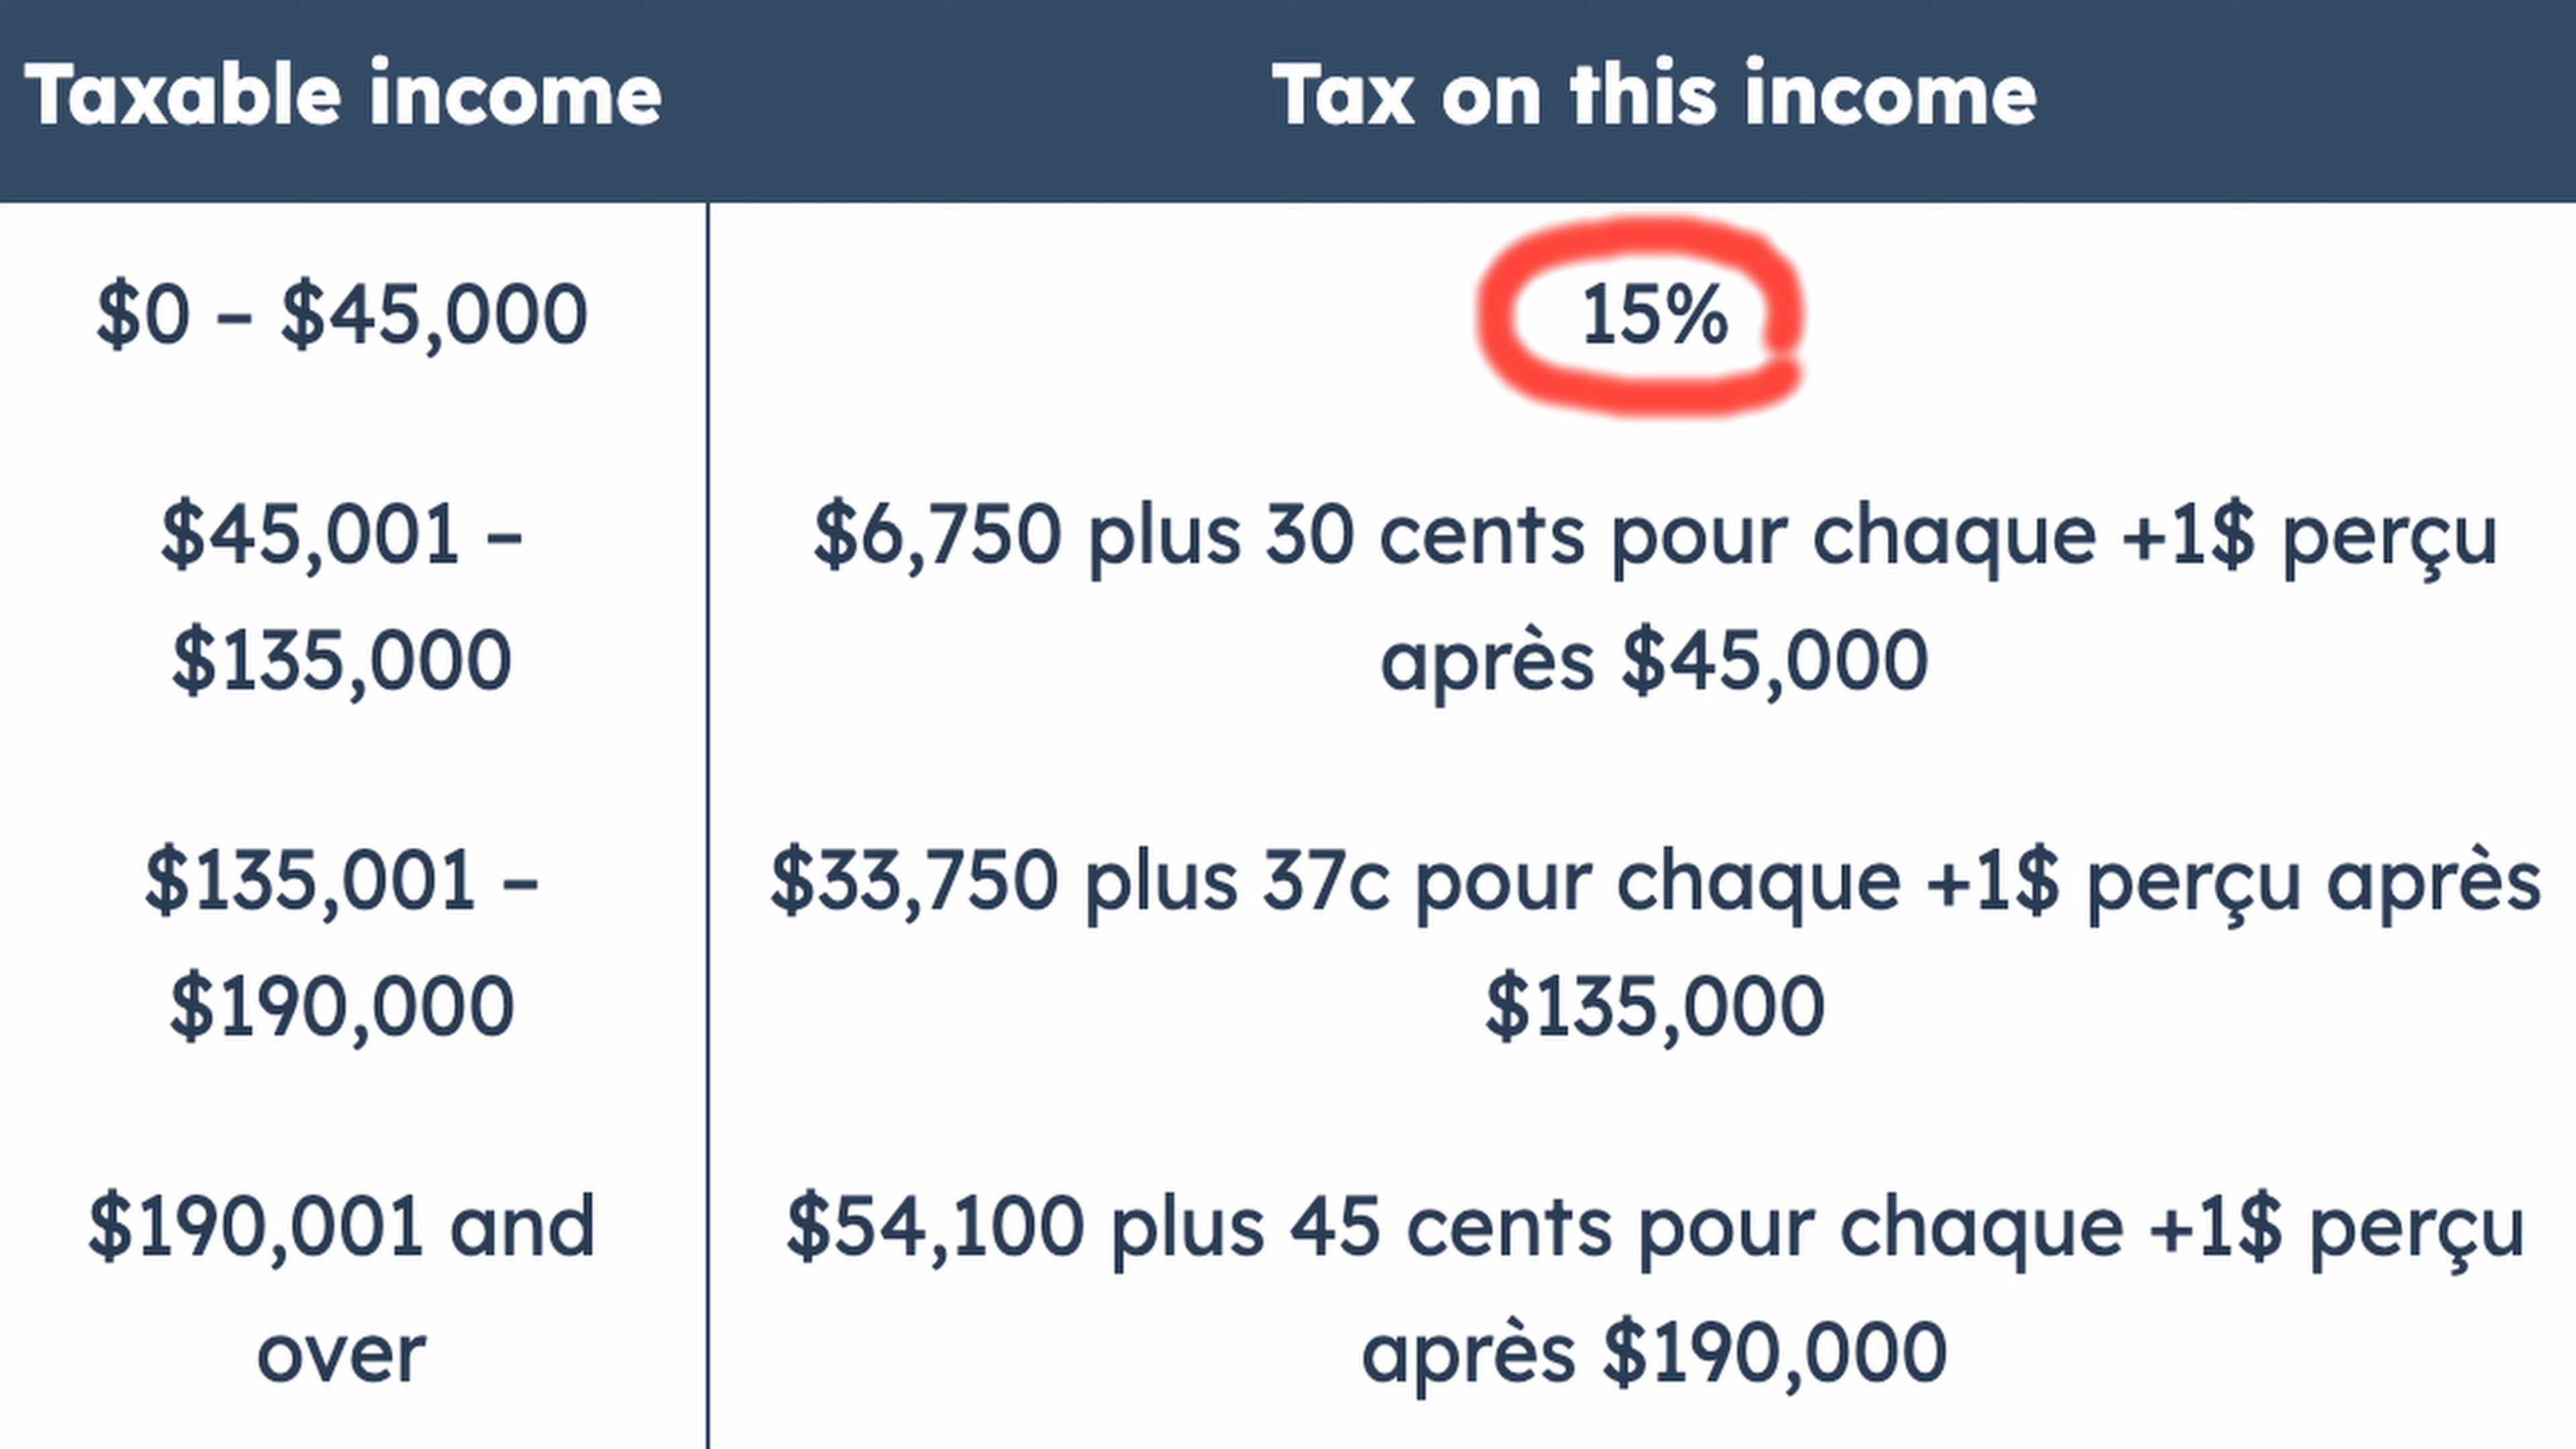 Taxable income
Tax on this income
$0 – $45,000
15%
$45,001 –
$135,000
$6,750 plus 30 cents pour chaque +1$ perçu
après $45,000
$135,001 –
$190,000
$33,750 plus 37c pour chaque +1$ perçu après
$135,000
$190,001 and
over
$54,100 plus 45 cents pour chaque +1$ perçu
après $190,000